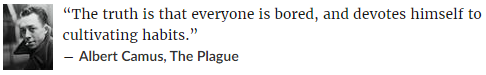 “The truth is that everyone is bored, and devotes himself to
cultivating habits.”
― Albert Camus, The Plague